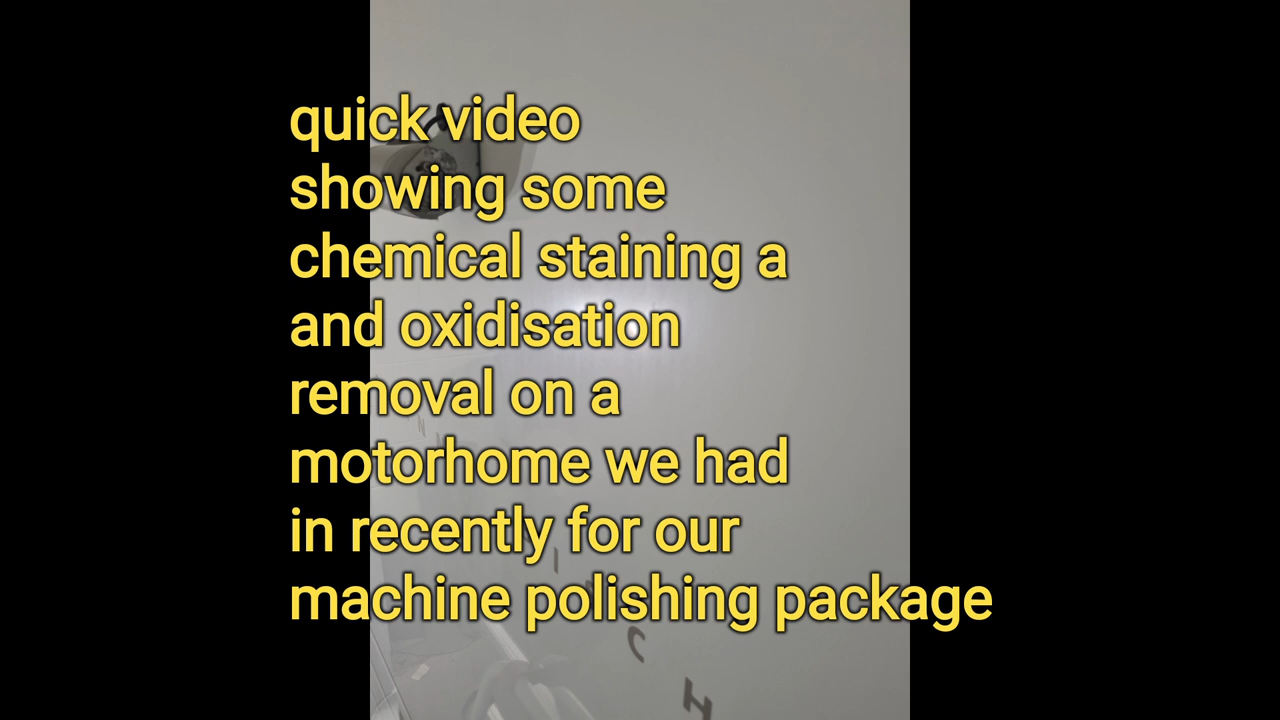 quick video
showing some
chemical staining a
and oxidisation
removal on a
motorhome we had
in recently for our
machine polishing package